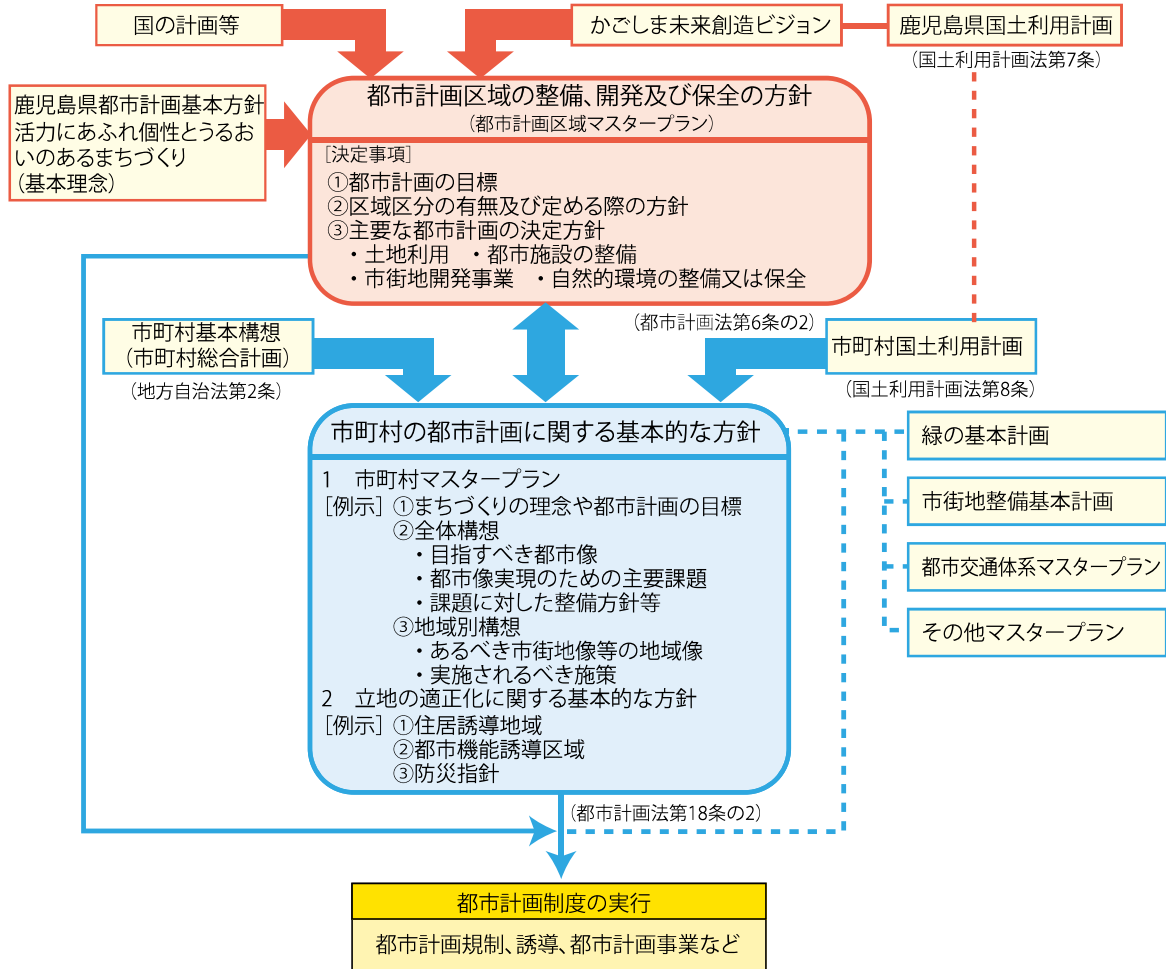 国の計画等
かごしま未来創造ビジョン
鹿児島県国土利用計画
(国土利用計画法第7条)
鹿児島県都市計画基本方針
活力にあふれ個性とうるお
いのあるまちづくり
(基本理念)
都市計画区域の整備、開発及び保全の方針
(都市計画区域マスタープラン)
[決定事項]
①都市計画の目標
②区域区分の有無及び定める際の方針
③主要な都市計画の決定方針
・土地利用 ・都市施設の整備
・市街地開発事業 ・自然的環境の整備又は保全
(都市計画法第6条の2)
市町村基本構想
(市町村総合計画)
(地方自治法第2条)
市町村国土利用計画
(国土利用計画法第8条)
市町村の都市計画に関する基本的な方針
1 市町村マスタープラン
[例示]①まちづくりの理念や都市計画の目標
②全体構想
・目指すべき都市像
・都市像実現のための主要課題
・課題に対した整備方針等
③地域別構想
・あるべき市街地像等の地域像
・実施されるべき施策
2 立地の適正化に関する基本的な方針
[例示]①住居誘導地域
②都市機能誘導区域
③防災指針
緑の基本計画
市街地整備基本計画
都市交通体系マスタープラン
その他マスタープラン
(都市計画法第18条の2)
都市計画制度の実行
都市計画規制、誘導、都市計画事業など